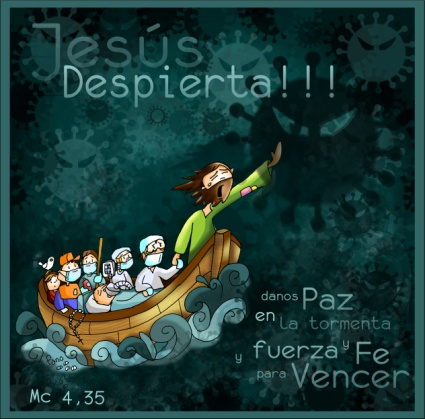 Jesús
Despierta!!!
danos Paz
en la tormenta
y fuerza y Fe
para Vencer
Mc 4,35